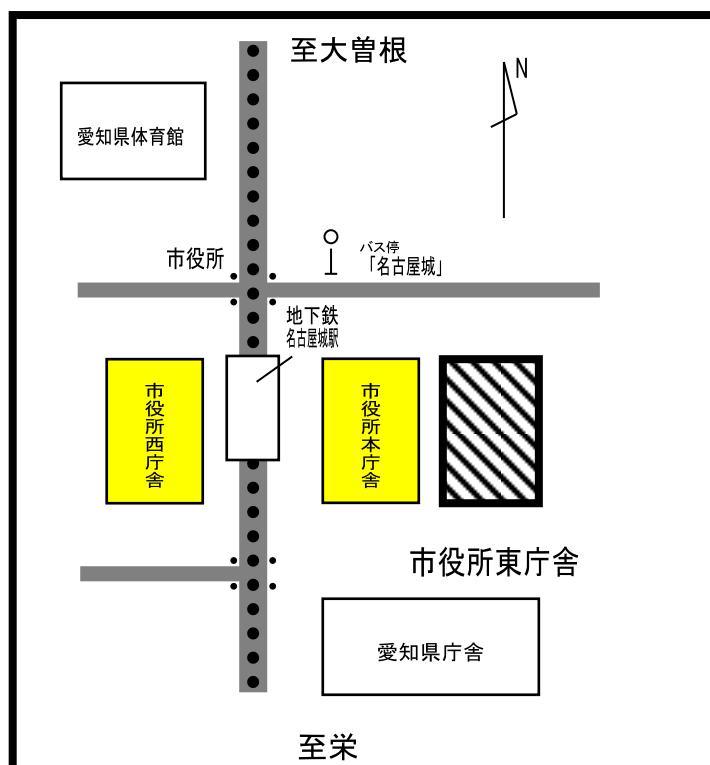 至大曽根
N
愛知県体育館
市役所
バス停
「名古屋城」
地下鉄
名古屋城駅
市役所西庁舎
市役所本庁舎
市役所東庁舎
愛知県庁舎
至栄